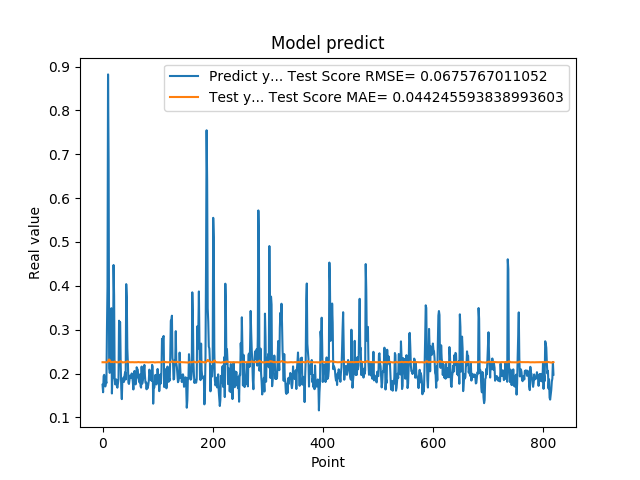 Model predict
Predict y... Test Score RMSE= 0.0675767011052
Test y... Test Score MAE= 0.044245593838993603
0.9
0.8
0.7
0.6
0.5
0.4
0.3
0.2
0.1
Real value
0 200 400 600 800
Point